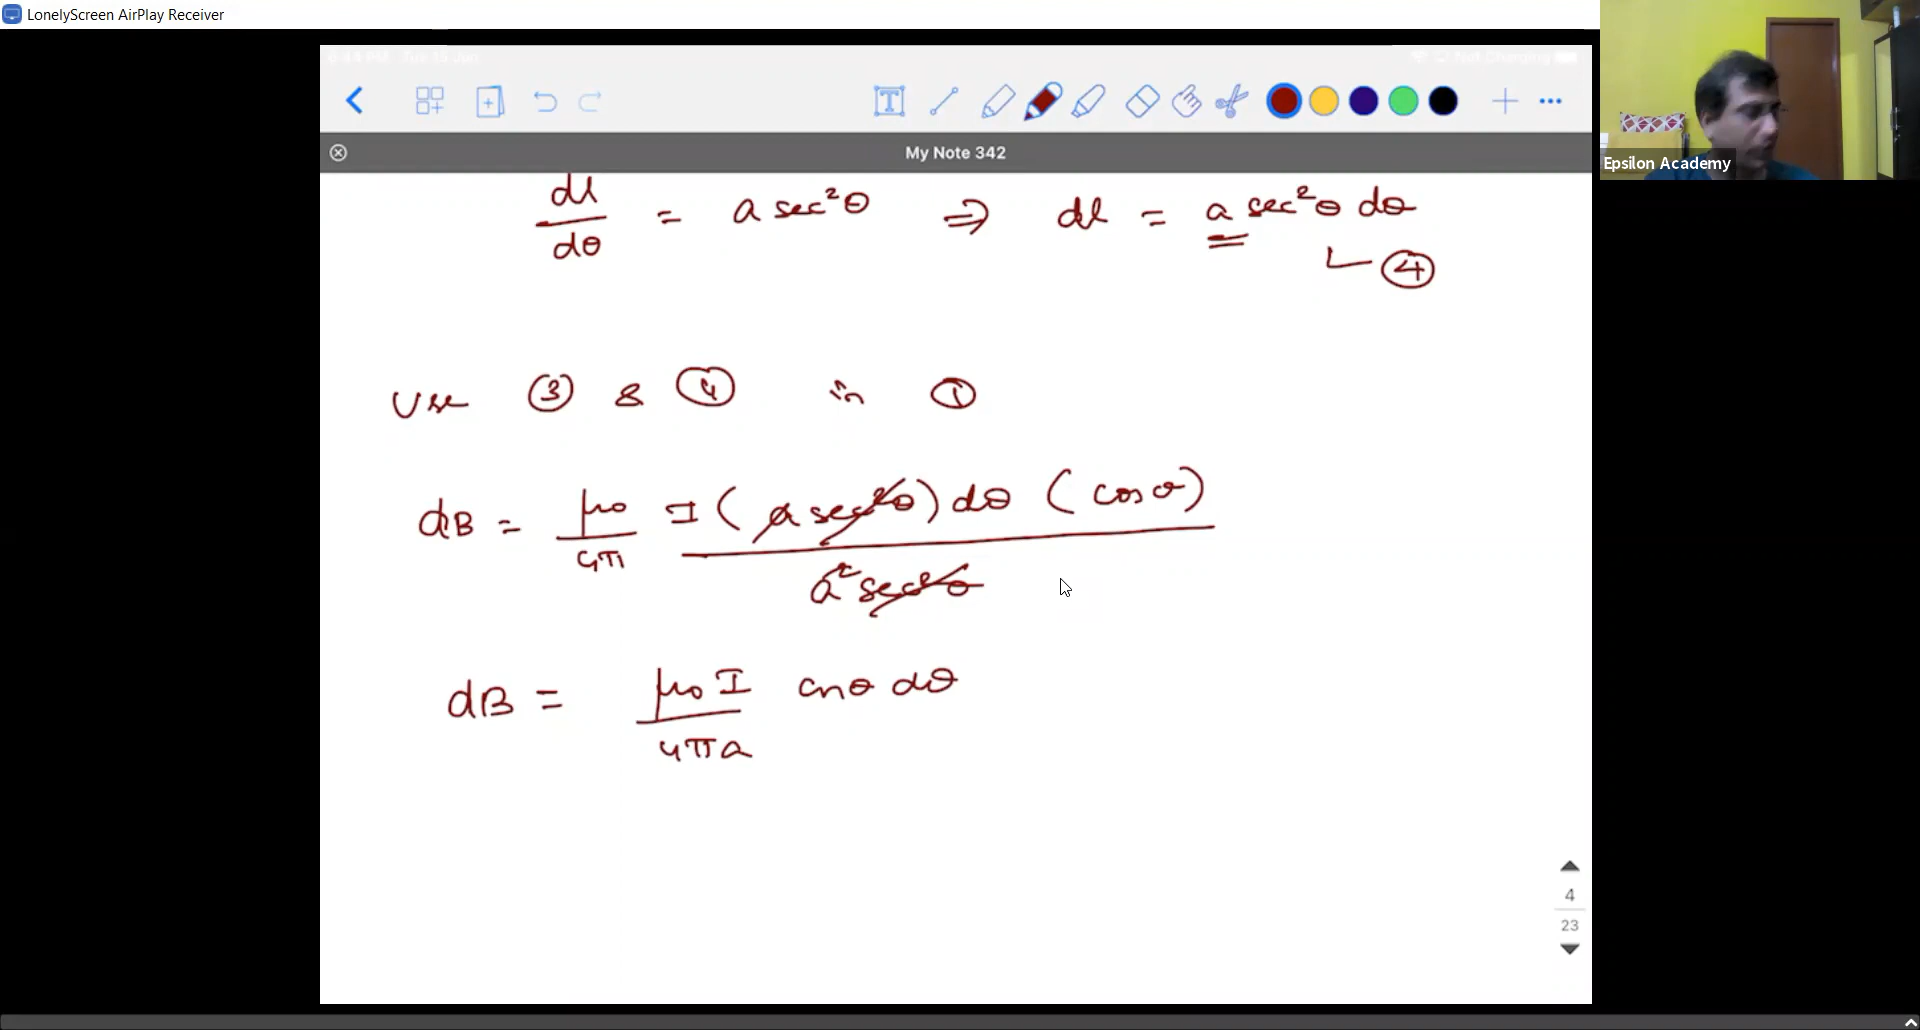 LonelyScreen AirPlay Receiver
My Note 342
Epsilon Academy
dl/dθ = a sec²θ ⇒ dl = a sec²θ dθ
④
Use ③ & ④ in ①
dB = μ₀/4π I (a sec²θ) dθ (cos θ) / a² sec²θ
dB = μ₀ I/4πa cos θ dθ
4
23